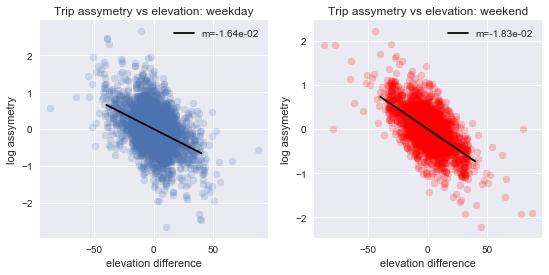 Trip assymetry vs elevation: weekday
m=-1.64e-02
log assymetry
2
1
0
−1
−2
−50
0
50
elevation difference
Trip assymetry vs elevation: weekend
m=-1.83e-02
log assymetry
2
1
0
−1
−2
−50
0
50
elevation difference